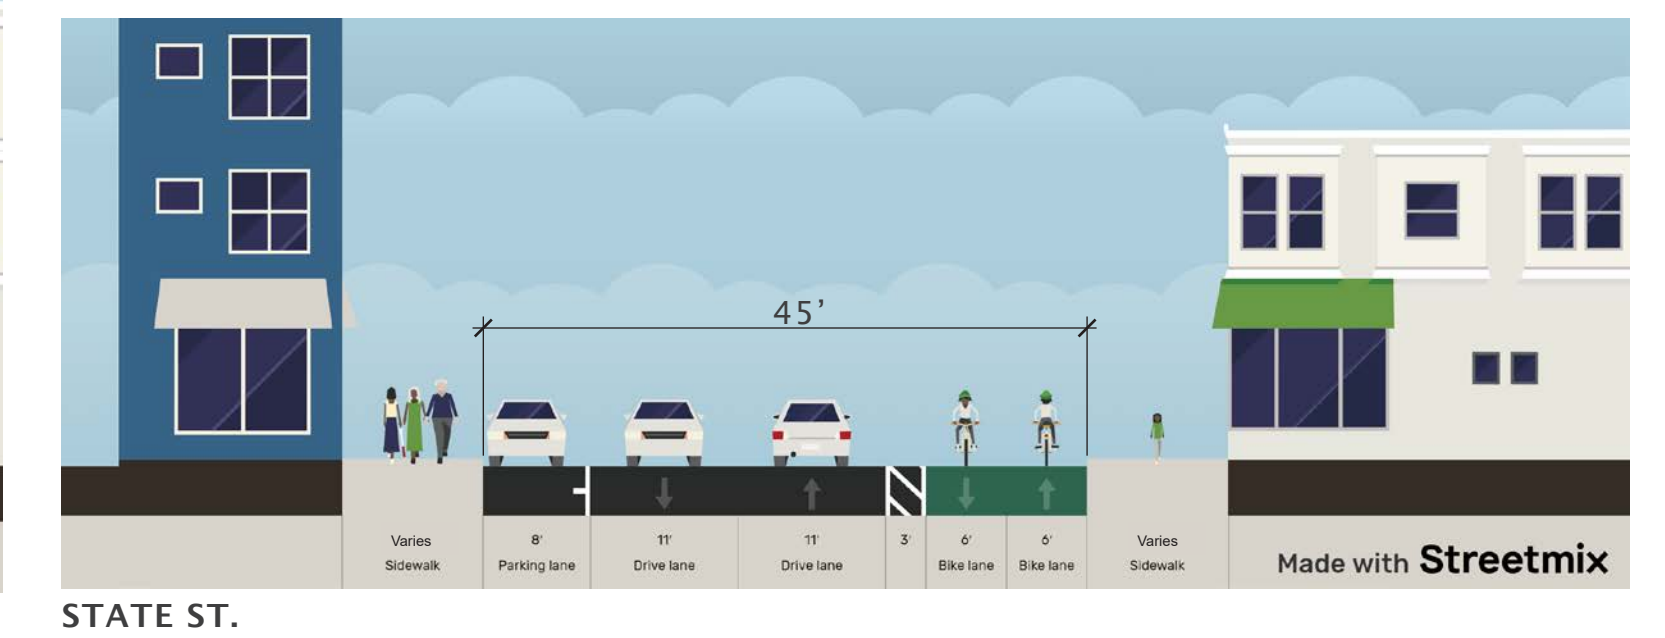 45’
Varies
Sidewalk
8'
Parking lane
11'
Drive lane
11'
Drive lane
3'
6'
Bike lane
6'
Bike lane
Varies
Sidewalk
Made with Streetmix
STATE ST.